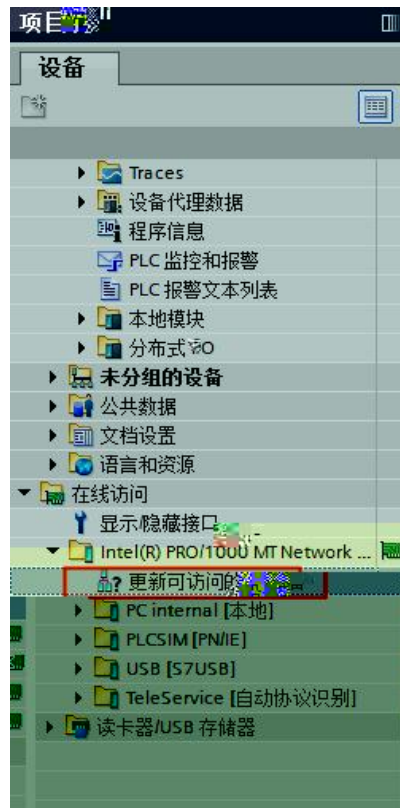 项目
设备
Traces
设备代理数据
程序信息
PLC 监控和报警
PLC 报警文本列表
本地模块
分布式
未分组的设备
公共数据
文档设置
语言和资源
在线访问
显示/隐藏接口
Intel(R) PRO/1000 MT Network ...
更新可访问的
PC internal [本地]
PLCSIM [PN/IE]
USB [S7USB]
TeleService [自动协议识别]
读卡器/USB 存储器